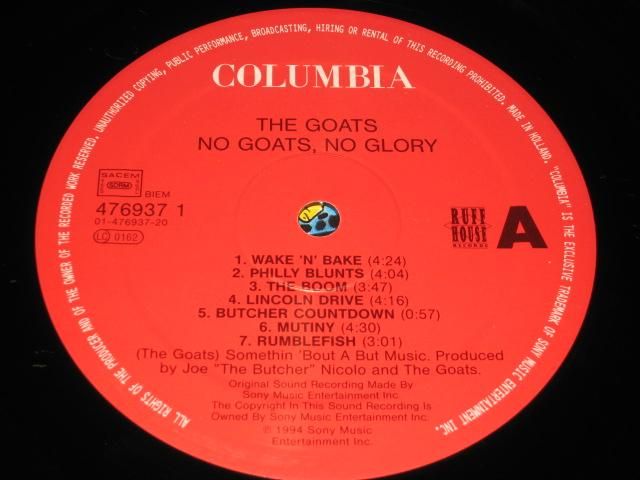 ALL RIGHTS OF THE PRODUCER AND OF THE OWNER OF THE RECORDED WORK RESERVED. UNAUTHORIZED COPYING, PUBLIC PERFORMANCE, BROADCASTING, HIRING OR RENTAL OF THIS RECORDING PROHIBITED. MADE IN HOLLAND. "COLUMBIA" IS THE EXCLUSIVE TRADEMARK OF SONY MUSIC ENTERTAINMENT INC.
COLUMBIA
THE GOATS
NO GOATS, NO GLORY
SACEM
SDRM
BIEM
476937 1
01-476937-20
LC 0162
RUFF
HOUSE
RECORDS
A
1. WAKE 'N' BAKE (4:24)
2. PHILLY BLUNTS (4:04)
3. THE BOOM (3:47)
4. LINCOLN DRIVE (4:16)
5. BUTCHER COUNTDOWN (0:57)
6. MUTINY (4:30)
7. RUMBLEFISH (3:01)
(The Goats) Somethin 'Bout A But Music. Produced
by Joe "The Butcher" Nicolo and The Goats.
Original Sound Recording Made By
Sony Music Entertainment Inc.
The Copyright In This Sound Recording Is
Owned By Sony Music Entertainment Inc.
℗ 1994 Sony Music
Entertainment Inc.